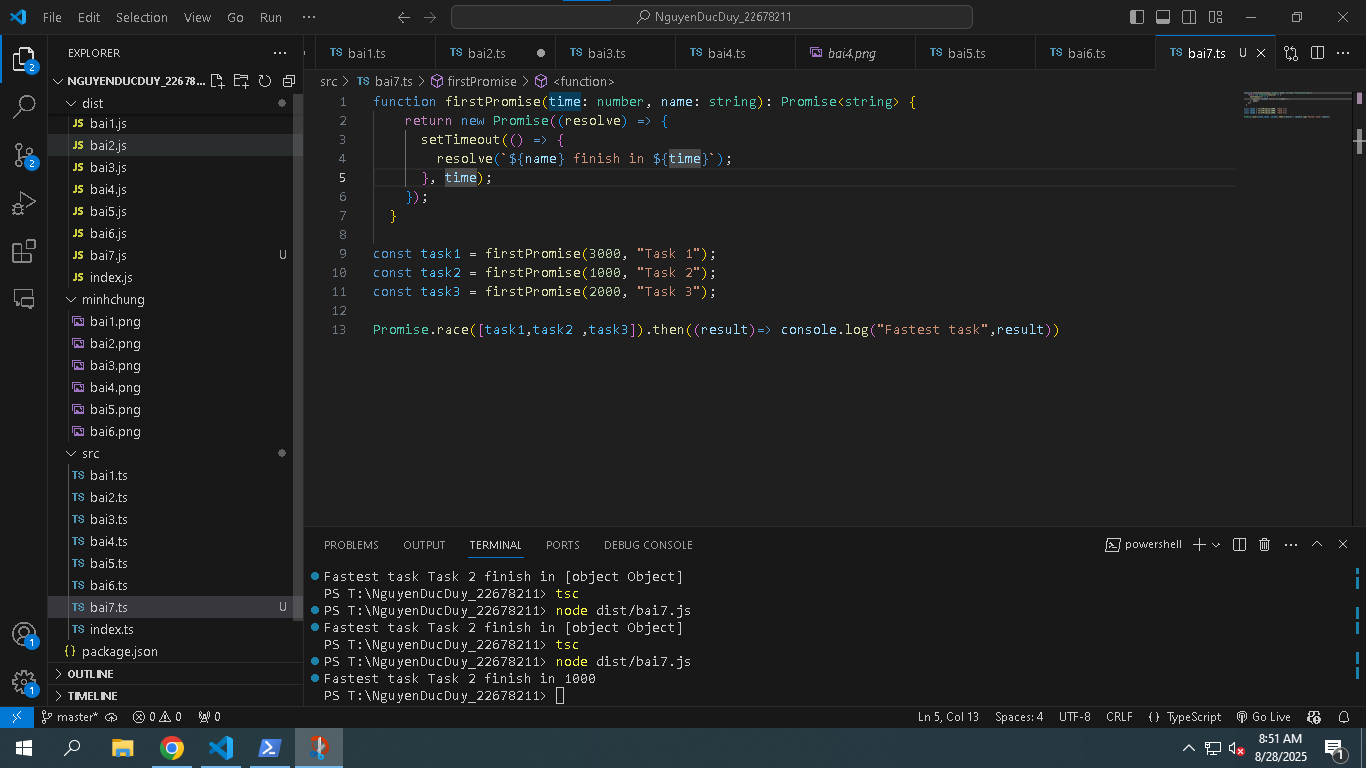 File Edit Selection View Go Run ··· NguyenDucDuy_22678211
EXPLORER ···
NGUYENDUCDUY_22678...
dist
bai1.js
bai2.js
bai3.js
bai4.js
bai5.js
bai6.js
bai7.js U
index.js
minhchung
bai1.png
bai2.png
bai3.png
bai4.png
bai5.png
bai6.png
src
TS bai1.ts
TS bai2.ts
TS bai3.ts
TS bai4.ts
TS bai5.ts
TS bai6.ts
TS bai7.ts U
TS index.ts
{} package.json
OUTLINE
TIMELINE
TS bai1.ts TS bai2.ts TS bai3.ts TS bai4.ts bai4.png TS bai5.ts TS bai6.ts TS bai7.ts U
src > TS bai7.ts > firstPromise > <function>
1 function firstPromise(time: number, name: string): Promise<string> {
2 return new Promise((resolve) => {
3 setTimeout(() => {
4 resolve(`${name} finish in ${time}`);
5 }, time);
6 });
7 }
8
9 const task1 = firstPromise(3000, "Task 1");
10 const task2 = firstPromise(1000, "Task 2");
11 const task3 = firstPromise(2000, "Task 3");
12
13 Promise.race([task1,task2 ,task3]).then((result)=> console.log("Fastest task",result))
PROBLEMS OUTPUT TERMINAL PORTS DEBUG CONSOLE powershell
Fastest task Task 2 finish in [object Object]
PS T:\NguyenDucDuy_22678211> tsc
PS T:\NguyenDucDuy_22678211> node dist/bai7.js
Fastest task Task 2 finish in [object Object]
PS T:\NguyenDucDuy_22678211> tsc
PS T:\NguyenDucDuy_22678211> node dist/bai7.js
Fastest task Task 2 finish in 1000
PS T:\NguyenDucDuy_22678211>
master* 0 0 0 Ln 5, Col 13 Spaces: 4 UTF-8 CRLF {} TypeScript Go Live
8:51 AM
8/28/2025